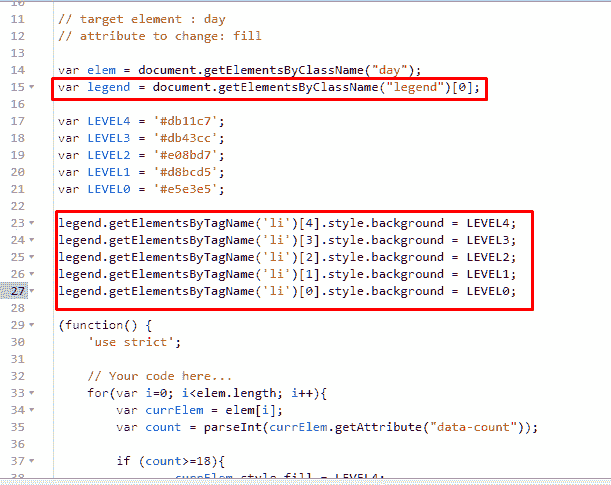 10
11 // target element : day
12 // attribute to change: fill
13
14 var elem = document.getElementsByClassName("day");
15 var legend = document.getElementsByClassName("legend")[0];
16
17 var LEVEL4 = '#db11c7';
18 var LEVEL3 = '#db43cc';
19 var LEVEL2 = '#e08bd7';
20 var LEVEL1 = '#d8bcd5';
21 var LEVEL0 = '#e5e3e5';
22
23 legend.getElementsByTagName('li')[4].style.background = LEVEL4;
24 legend.getElementsByTagName('li')[3].style.background = LEVEL3;
25 legend.getElementsByTagName('li')[2].style.background = LEVEL2;
26 legend.getElementsByTagName('li')[1].style.background = LEVEL1;
27 legend.getElementsByTagName('li')[0].style.background = LEVEL0;
28
29 (function() {
30 'use strict';
31
32 // Your code here...
33 for(var i=0; i<elem.length; i++){
34 var currElem = elem[i];
35 var count = parseInt(currElem.getAttribute("data-count"));
36
37 if (count>=18){
38 currElem.style.fill = LEVEL4;